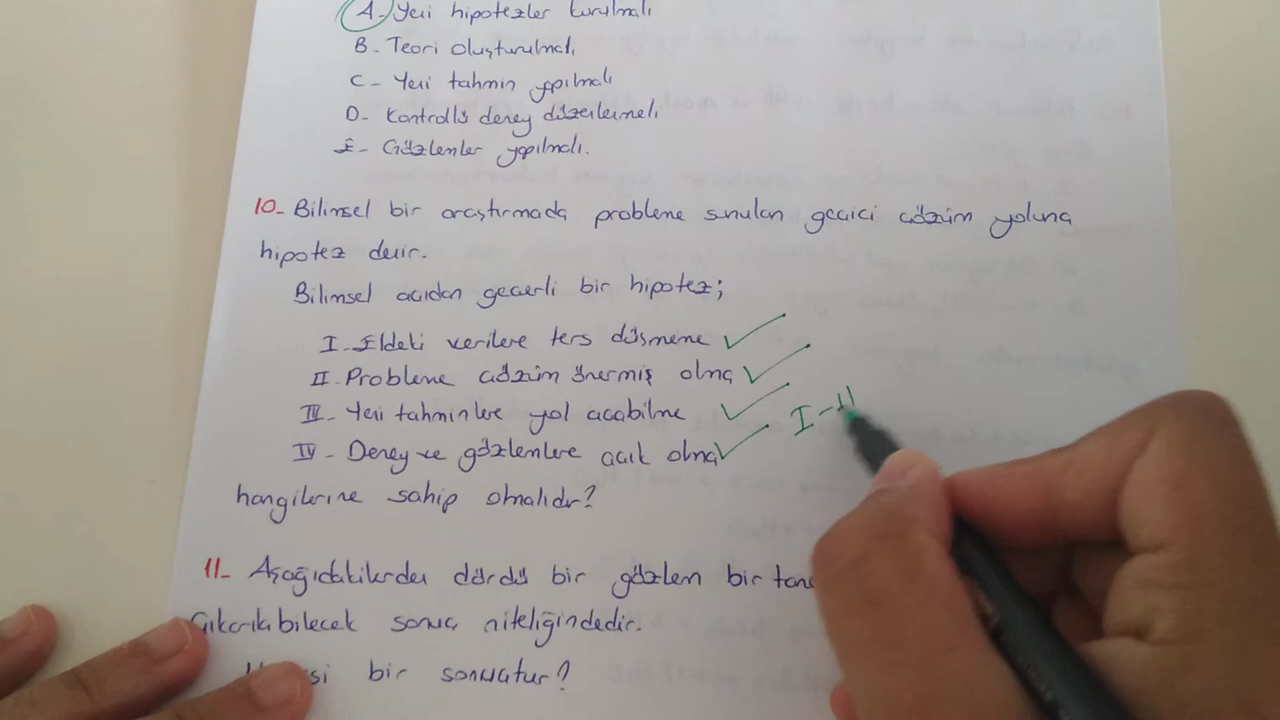 A- Yeni hipotezler kurulmalı
B- Teori oluşturulmalı
C- Yeni tahmin yapılmalı
D- Kontrollü deney düzenlenmeli
E- Gözlemler yapılmalı.
10- Bilimsel bir araştırmada probleme sunulan geçici çözüm yoluna
hipotez denir.
Bilimsel açıdan geçerli bir hipotez;
I- Eldeki verilere ters düşmeme
II- Probleme çözüm önermiş olma
III- Yeni tahminlere yol açabilme
IV- Deney ve gözlemlere açık olma
I-II
hangilerine sahip olmalıdır?
11- Aşağıdakilerden dördü bir gözlem bir
Çıkarılabilecek sonuç niteliğindedir.
bir sonuçtur?